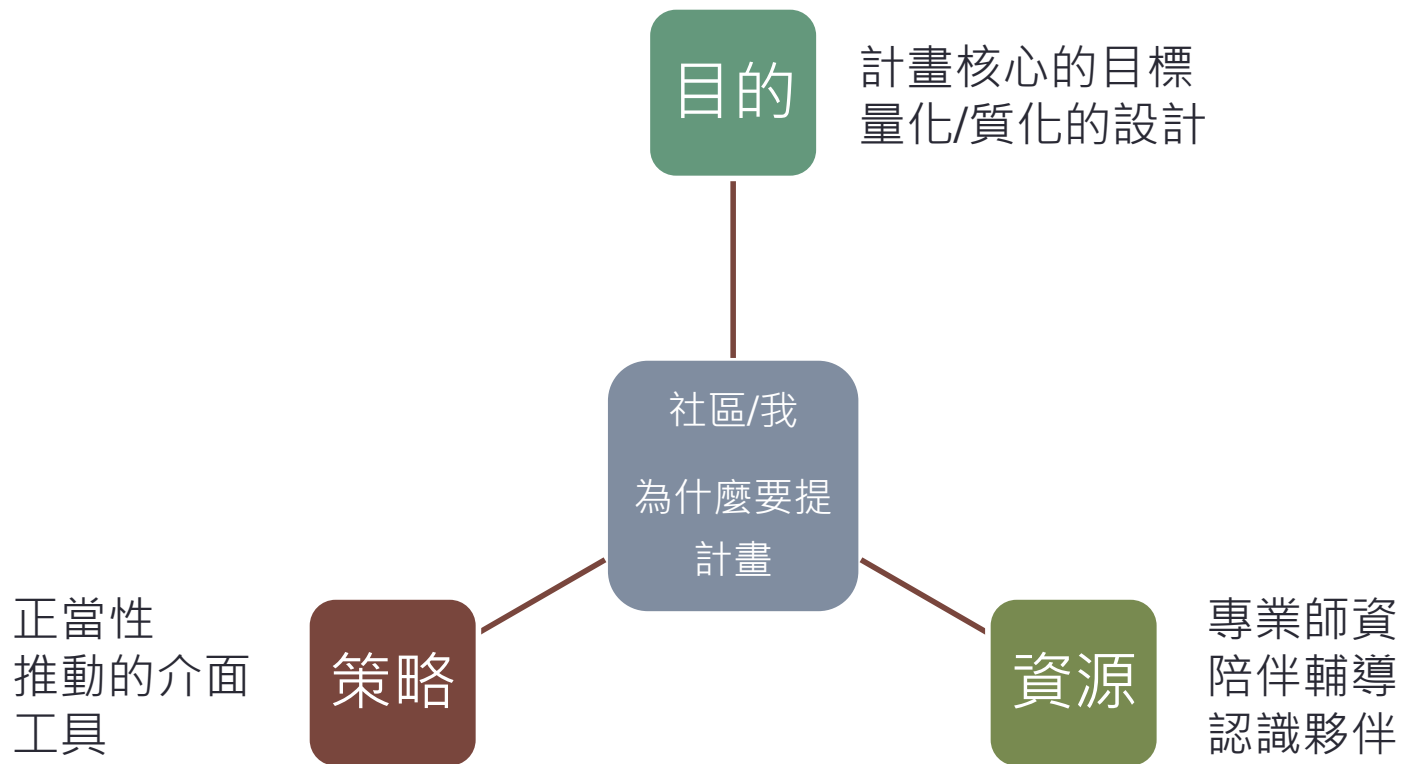 目的
計畫核心的目標
量化/質化的設計
社區/我
為什麼要提
計畫
正當性
推動的介面
工具
策略
資源
專業師資
陪伴輔導
認識夥伴